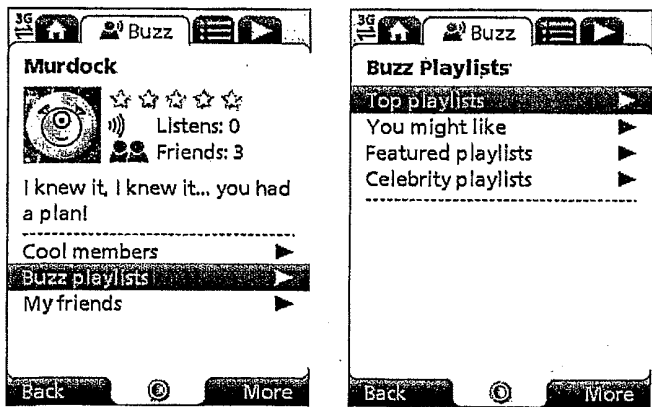 3G
Buzz
Murdock
Listens: 0
Friends: 3
I knew it, I knew it... you had
a plan!
Cool members
Buzz playlists
My friends
Back
More
3G
Buzz
Buzz Playlists
Top playlists
You might like
Featured playlists
Celebrity playlists
Back
More